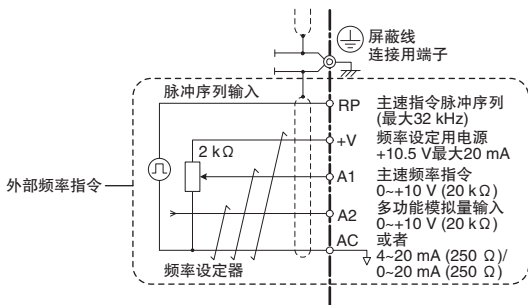 屏蔽线
连接用端子
脉冲序列输入
RP
主速指令脉冲序列
(最大32 kHz)
+V
频率设定用电源
+10.5 V最大20 mA
2 kΩ
外部频率指令
A1
主速频率指令
0~+10 V (20 kΩ)
A2
多功能模拟量输入
0~+10 V (20 kΩ)
AC
或者
4~20 mA (250 Ω)/
0~20 mA (250 Ω)
频率设定器